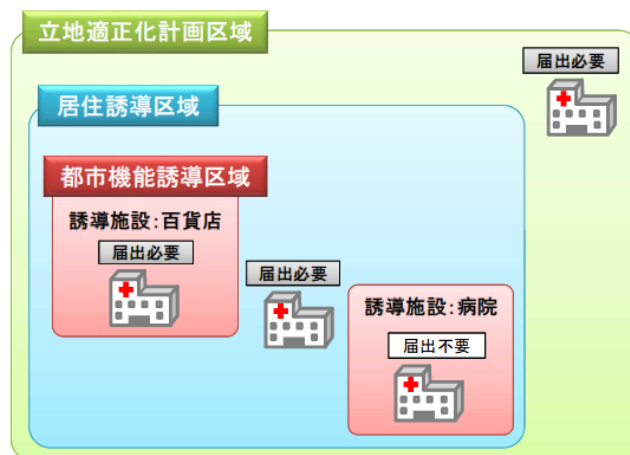 立地適正化計画区域
届出必要
居住誘導区域
都市機能誘導区域
誘導施設:百貨店
届出必要
届出必要
誘導施設:病院
届出不要